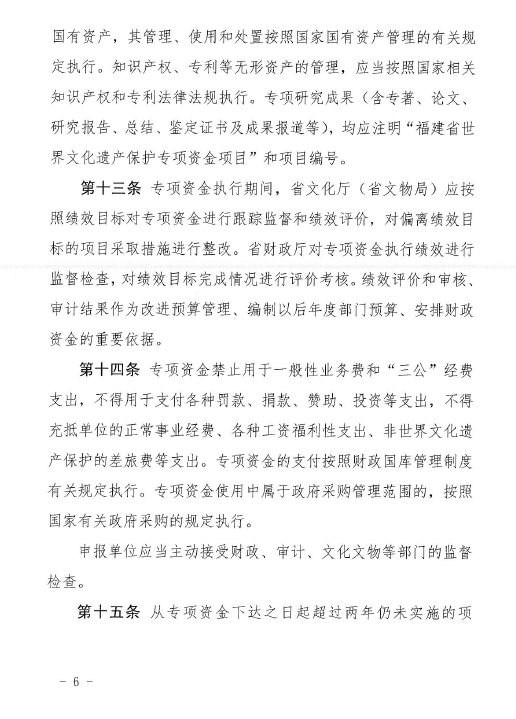 国有资产，其管理、使用和处置按照国家国有资产管理的有关规
定执行。知识产权、专利等无形资产的管理，应当按照国家相关
知识产权和专利法律法规执行。专项研究成果（含专著、论文、
研究报告、总结、鉴定证书及成果报道等），均应注明“福建省世
界文化遗产保护专项资金项目”和项目编号。
第十三条 专项资金执行期间，省文化厅（省文物局）应按
照绩效目标对专项资金进行跟踪监督和绩效评价，对偏离绩效目
标的项目采取措施进行整改。省财政厅对专项资金执行绩效进行
监督检查，对绩效目标完成情况进行评价考核。绩效评价和审核、
审计结果作为改进预算管理、编制以后年度部门预算、安排财政
资金的重要依据。
第十四条 专项资金禁止用于一般性业务费和“三公”经费
支出，不得用于支付各种罚款、捐款、赞助、投资等支出，不得
充抵单位的正常事业经费、各种工资福利性支出、非世界文化遗
产保护的差旅费等支出。专项资金的支付按照财政国库管理制度
有关规定执行。专项资金使用中属于政府采购管理范围的，按照
国家有关政府采购的规定执行。
申报单位应当主动接受财政、审计、文化文物等部门的监督
检查。
第十五条 从专项资金下达之日起超过两年仍未实施的项
- 6 -